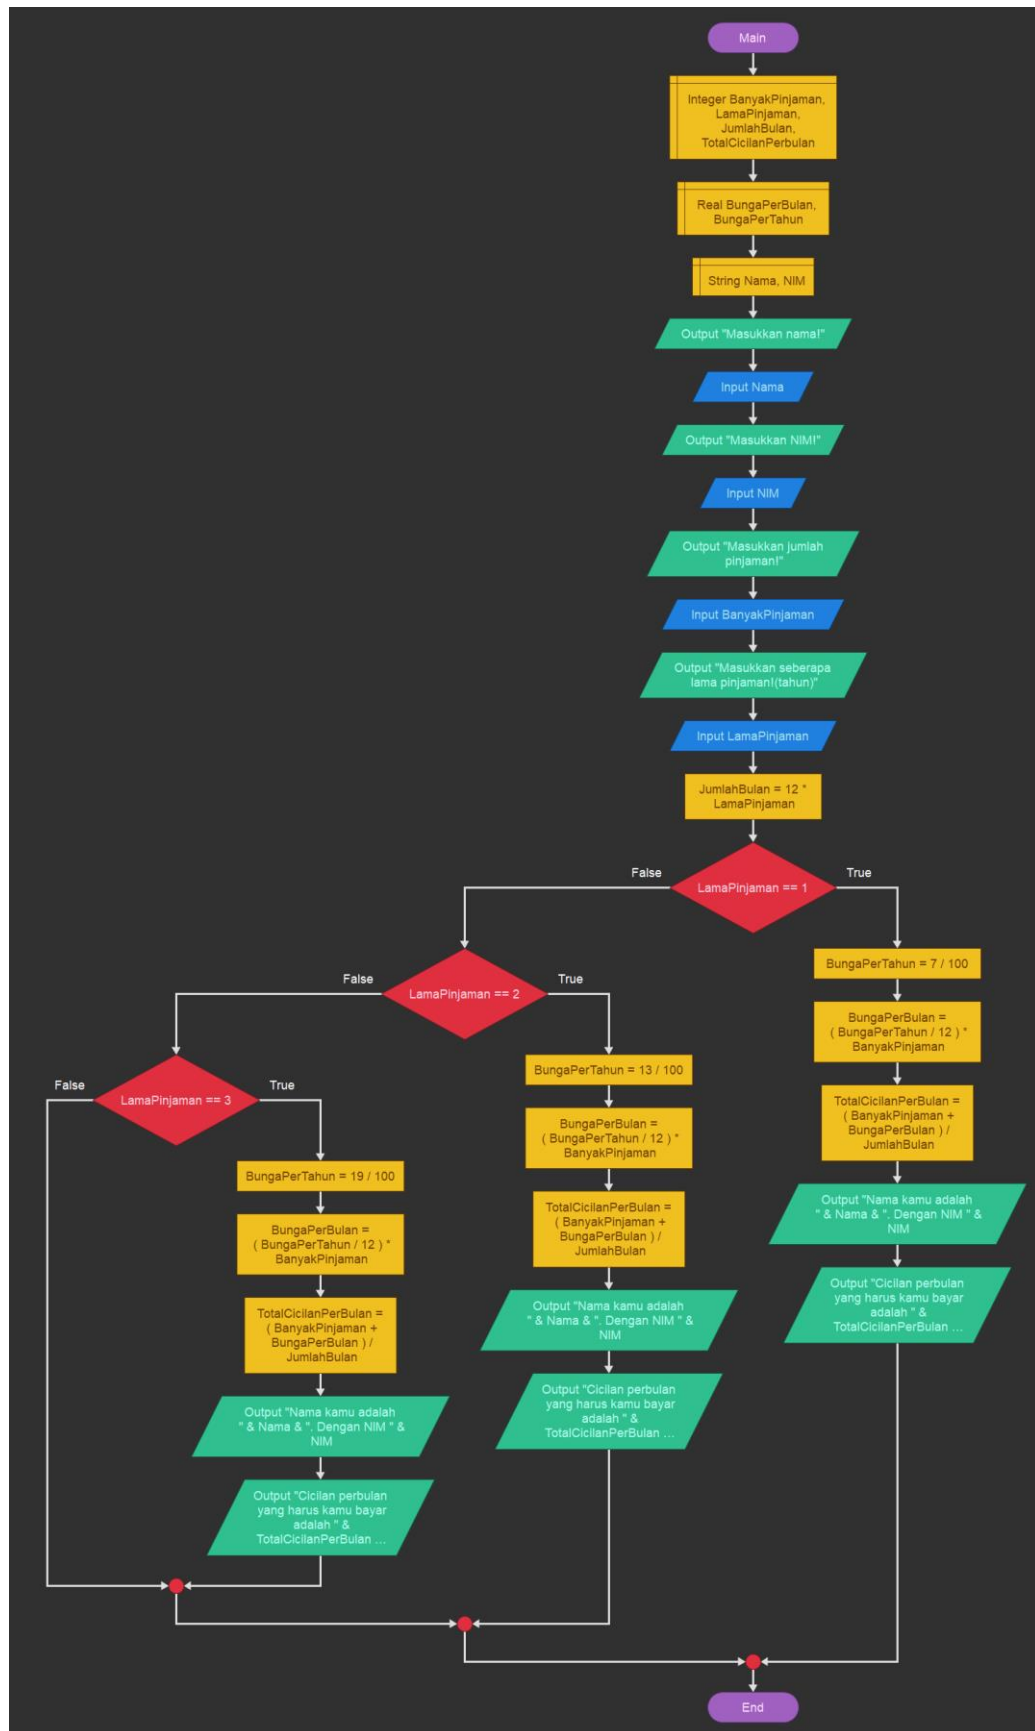 Main
Integer BanyakPinjaman,
LamaPinjaman,
JumlahBulan,
TotalCicilanPerbulan
Real BungaPerBulan,
BungaPerTahun
String Nama, NIM
Output "Masukkan nama!"
Input Nama
Output "Masukkan NIM!"
Input NIM
Output "Masukkan jumlah
pinjaman!"
Input BanyakPinjaman
Output "Masukkan seberapa
lama pinjaman!(tahun)"
Input LamaPinjaman
JumlahBulan = 12 *
LamaPinjaman
LamaPinjaman == 1
False
True
BungaPerTahun = 7 / 100
BungaPerBulan =
( BungaPerTahun / 12 ) *
BanyakPinjaman
TotalCicilanPerBulan =
( BanyakPinjaman +
BungaPerBulan ) /
JumlahBulan
Output "Nama kamu adalah
" & Nama & ". Dengan NIM " &
NIM
Output "Cicilan perbulan
yang harus kamu bayar
adalah " &
TotalCicilanPerBulan ...
LamaPinjaman == 2
False
True
BungaPerTahun = 13 / 100
BungaPerBulan =
( BungaPerTahun / 12 ) *
BanyakPinjaman
TotalCicilanPerBulan =
( BanyakPinjaman +
BungaPerBulan ) /
JumlahBulan
Output "Nama kamu adalah
" & Nama & ". Dengan NIM " &
NIM
Output "Cicilan perbulan
yang harus kamu bayar
adalah " &
TotalCicilanPerBulan ...
LamaPinjaman == 3
False
True
BungaPerTahun = 19 / 100
BungaPerBulan =
( BungaPerTahun / 12 ) *
BanyakPinjaman
TotalCicilanPerBulan =
( BanyakPinjaman +
BungaPerBulan ) /
JumlahBulan
Output "Nama kamu adalah
" & Nama & ". Dengan NIM " &
NIM
Output "Cicilan perbulan
yang harus kamu bayar
adalah " &
TotalCicilanPerBulan ...
End